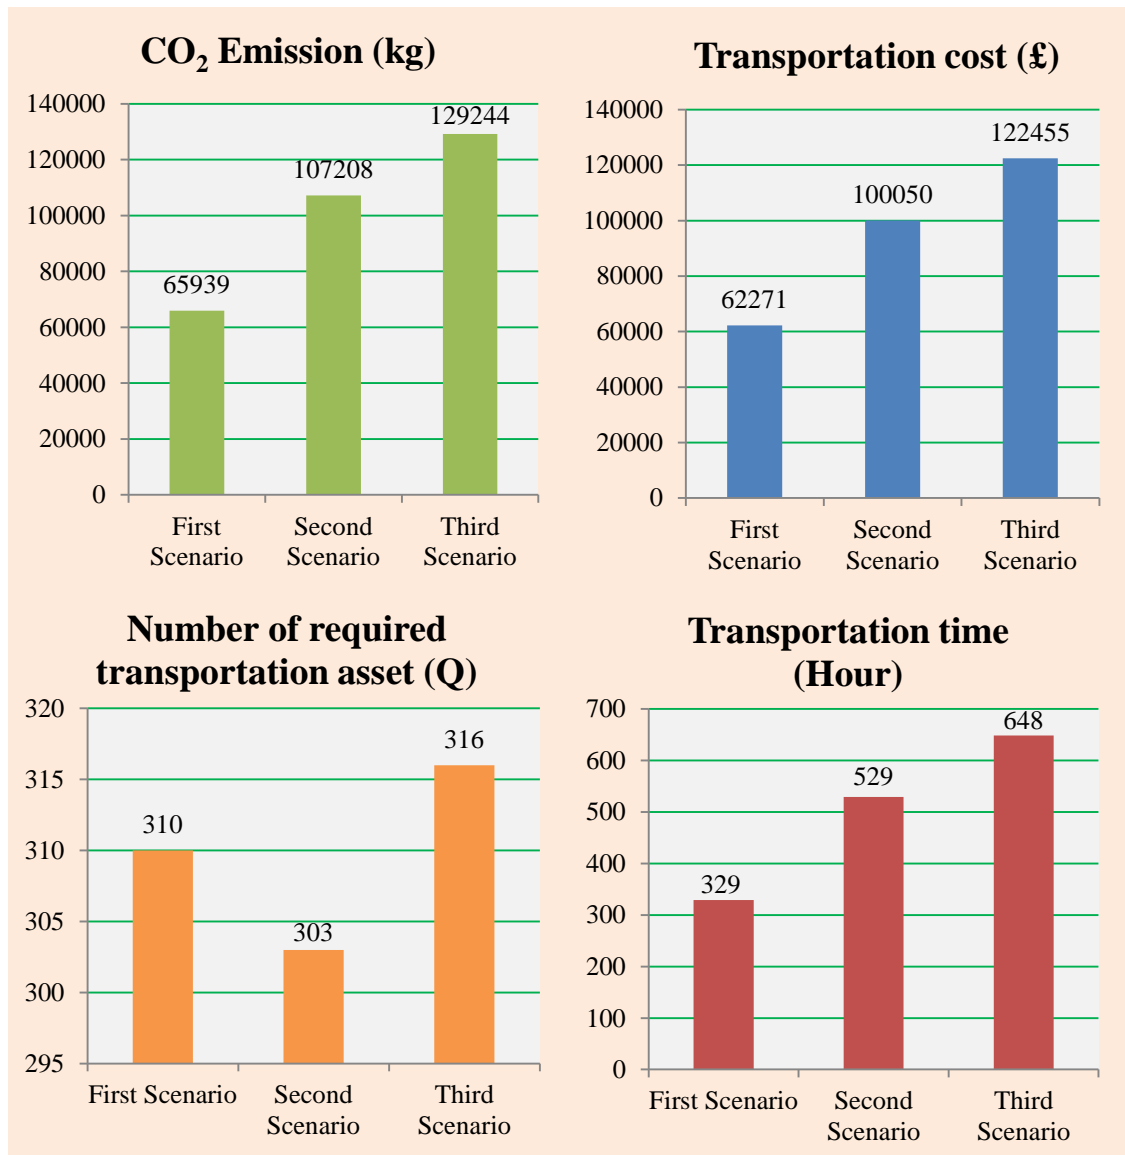 CO₂ Emission (kg)
140000
120000
100000
80000
60000
40000
20000
0
65939
107208
129244
First
Scenario
Second
Scenario
Third
Scenario
Transportation cost (£)
140000
120000
100000
80000
60000
40000
20000
0
62271
100050
122455
First
Scenario
Second
Scenario
Third
Scenario
Number of required
transportation asset (Q)
320
315
310
305
300
295
310
303
316
First Scenario
Second
Scenario
Third
Scenario
Transportation time
(Hour)
700
600
500
400
300
200
100
0
329
529
648
First Scenario
Second
Scenario
Third
Scenario